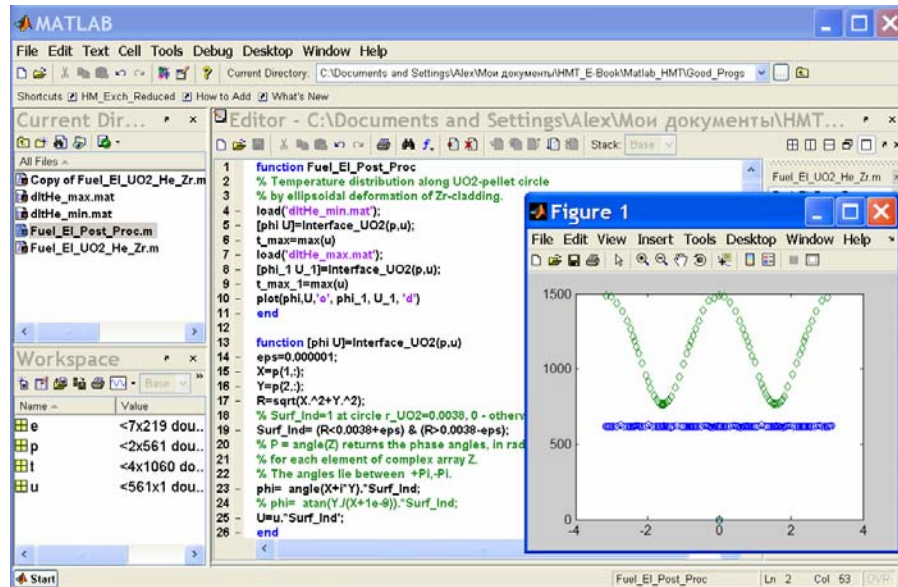 MATLAB
File Edit Text Cell Tools Debug Desktop Window Help
Current Directory: C:\Documents and Settings\Alex\Мои документы\HMT_E-Book\Matlab_HMT\Good_Progs
Shortcuts HM_Exch_Reduced How to Add What's New
Current Dir...
All Files
Copy of Fuel_El_UO2_He_Zr.m
dltHe_max.mat
dltHe_min.mat
Fuel_El_Post_Proc.m
Fuel_El_UO2_He_Zr.m
Workspace
Base
Name Value
e <7x219 dou..
p <2x561 dou..
t <4x1060 do..
u <561x1 dou..
Editor - C:\Documents and Settings\Alex\Мои документы\HMT...
Stack: Base
1 function Fuel_El_Post_Proc
2 % Temperature distribution along UO2-pellet circle
3 % by ellipsoidal deformation of Zr-cladding.
4 - load('dltHe_min.mat');
5 - [phi U]=Interface_UO2(p,u);
6 - t_max=max(u)
7 - load('dltHe_max.mat');
8 - [phi_1 U_1]=Interface_UO2(p,u);
9 - t_max_1=max(u)
10 - plot(phi,U,'o', phi_1, U_1, 'd')
11 - end
12
13 function [phi U]=Interface_UO2(p,u)
14 - eps=0.000001;
15 - X=p(1,:);
16 - Y=p(2,:);
17 - R=sqrt(X.^2+Y.^2);
18 % Surf_Ind=1 at circle r_UO2=0.0038, 0 - otherw
19 - Surf_Ind= (R<0.0038+eps) & (R>0.0038-eps);
20 % P = angle(Z) returns the phase angles, in rad
21 % for each element of complex array Z.
22 % The angles lie between +Pi,-Pi.
23 - phi= angle(X+i*Y).*Surf_Ind;
24 % phi= atan(Y./(X+1e-9)).*Surf_Ind;
25 - U=u.*Surf_Ind';
26 - end
Fuel_El_UO2_He_Zr.m
Figure 1
File Edit View Insert Tools Desktop Window Help
1500
1000
500
0
-4 -2 0 2 4
Start
Fuel_El_Post_Proc Ln 2 Col 53 OVR